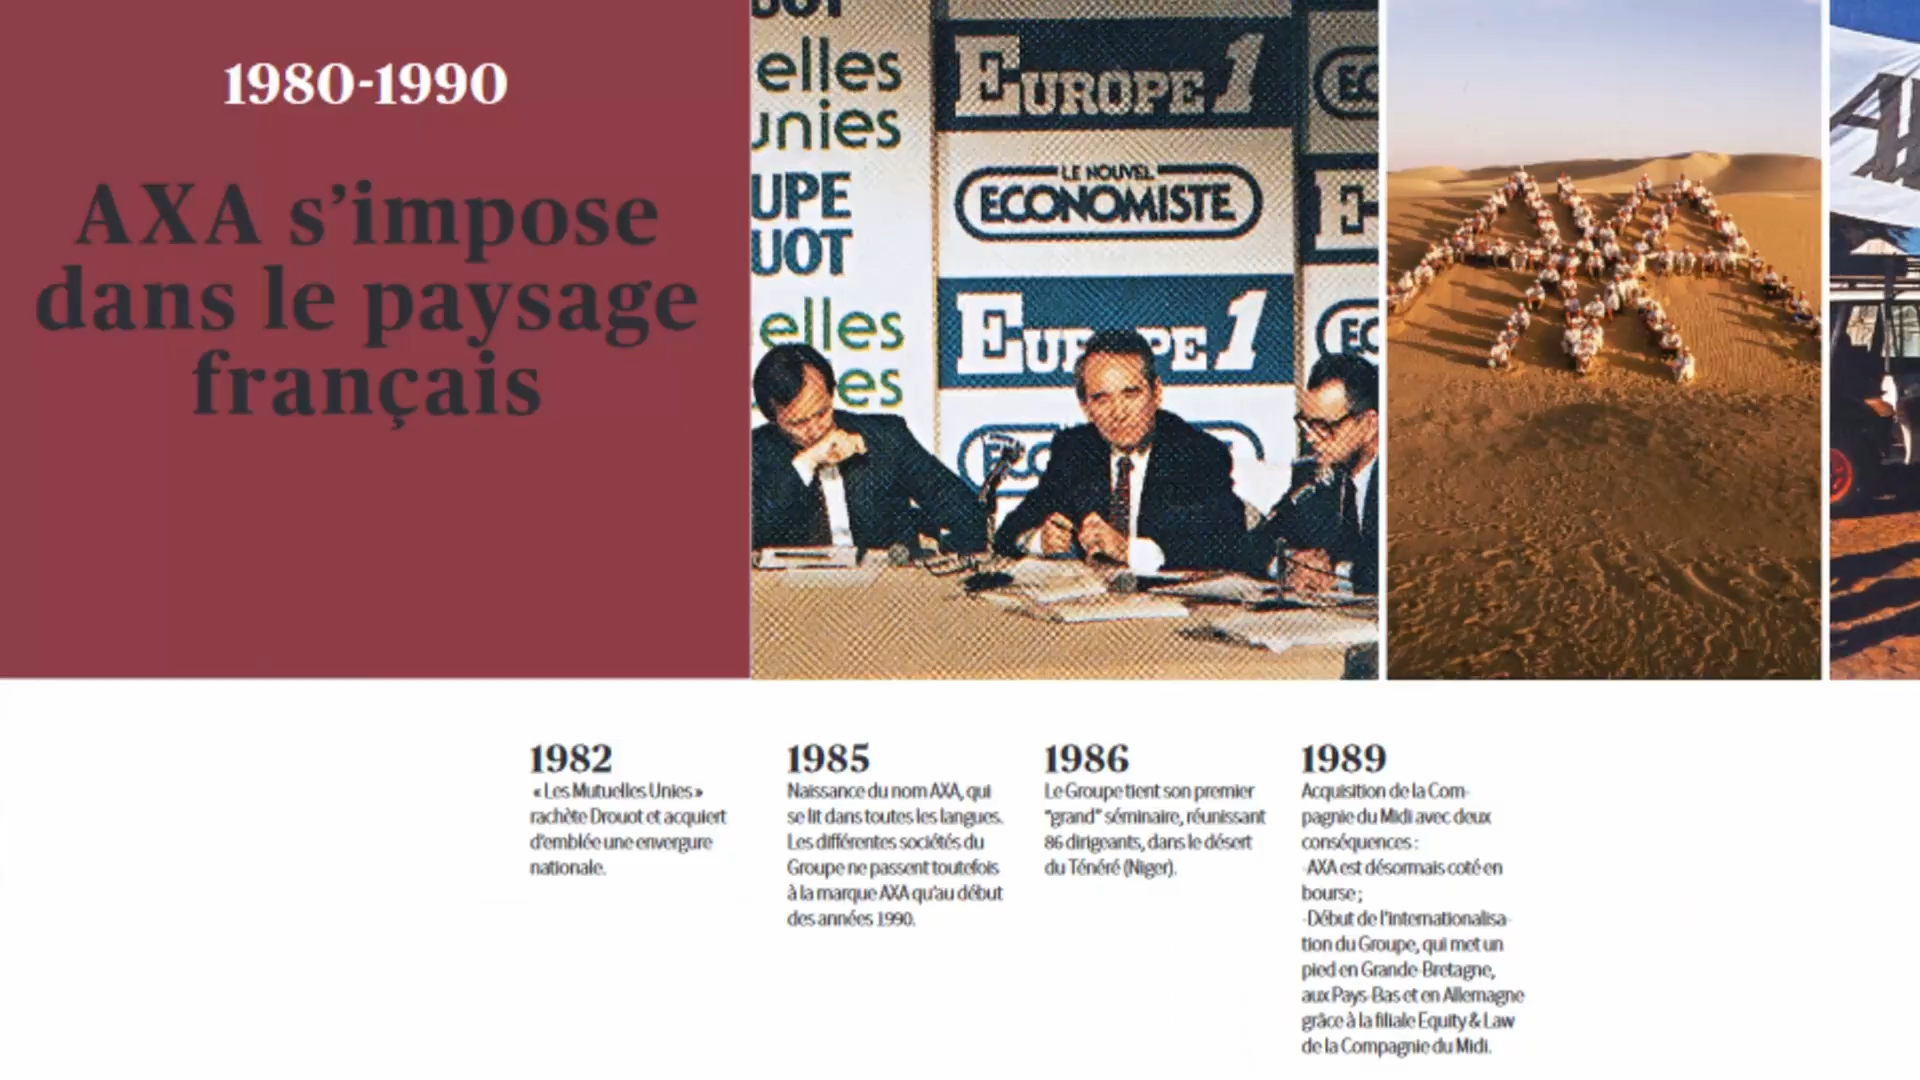 1980-1990
AXA s’impose
dans le paysage
français
elles
unies
UPE
UOT
elles
es
EUROPE 1
LE NOUVEL
ECONOMISTE
EUROPE 1
AXA
1982
« Les Mutuelles Unies »
rachète Drouot et acquiert
d’emblée une envergure
nationale.
1985
Naissance du nom AXA, qui
se lit dans toutes les langues.
Les différentes sociétés du
Groupe ne passent toutefois
à la marque AXA qu’au début
des années 1990.
1986
Le Groupe tient son premier
"grand" séminaire, réunissant
86 dirigeants, dans le désert
du Ténéré (Niger).
1989
Acquisition de la Com-
pagnie du Midi avec deux
conséquences :
-AXA est désormais coté en
bourse ;
-Début de l’internationalisa-
tion du Groupe, qui met un
pied en Grande-Bretagne,
aux Pays-Bas et en Allemagne
grâce à la filiale Equity & Law
de la Compagnie du Midi.